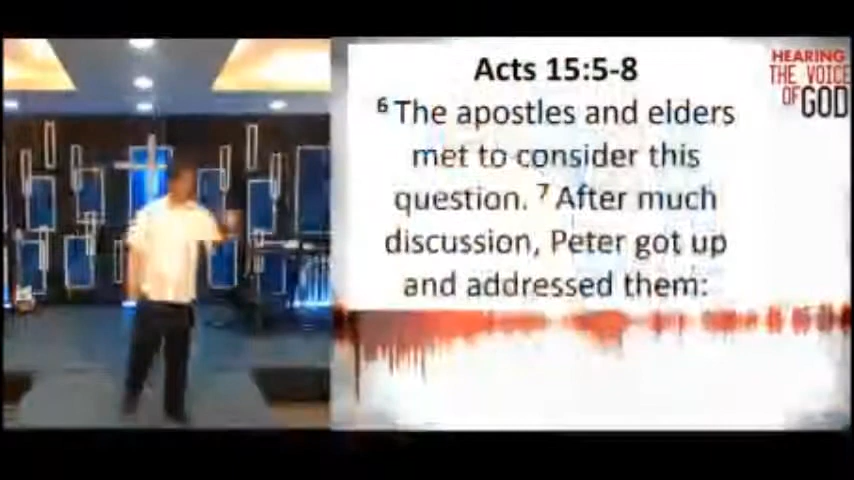 Acts 15:5-8
6 The apostles and elders
met to consider this
question. 7 After much
discussion, Peter got up
and addressed them:
HEARING
THE VOICE
OF GOD